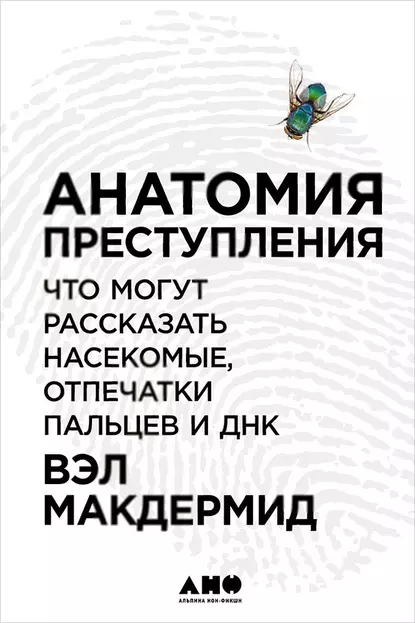 АНАТОМИЯ
ПРЕСТУПЛЕНИЯ
ЧТО МОГУТ
РАССКАЗАТЬ
НАСЕКОМЫЕ,
ОТПЕЧАТКИ
ПАЛЬЦЕВ И ДНК
ВЭЛ
МАКДЕРМИД
АНФ
АЛЬПИНА НОН-ФИКШН